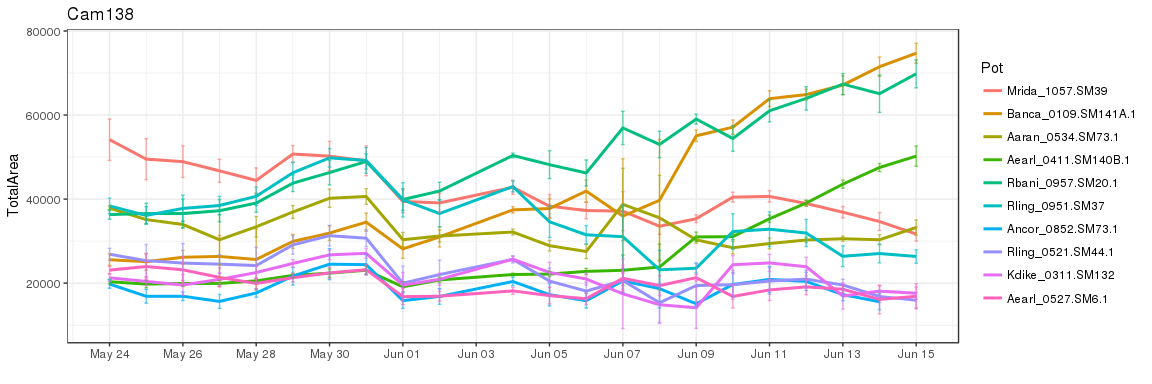 Cam138
80000
60000
40000
20000
TotalArea
May 24 May 26 May 28 May 30 Jun 01 Jun 03 Jun 05 Jun 07 Jun 09 Jun 11 Jun 13 Jun 15
Pot
Mrida_1057.SM39
Banca_0109.SM141A.1
Aaran_0534.SM73.1
Aearl_0411.SM140B.1
Rbani_0957.SM20.1
Rling_0951.SM37
Ancor_0852.SM73.1
Rling_0521.SM44.1
Kdike_0311.SM132
Aearl_0527.SM6.1